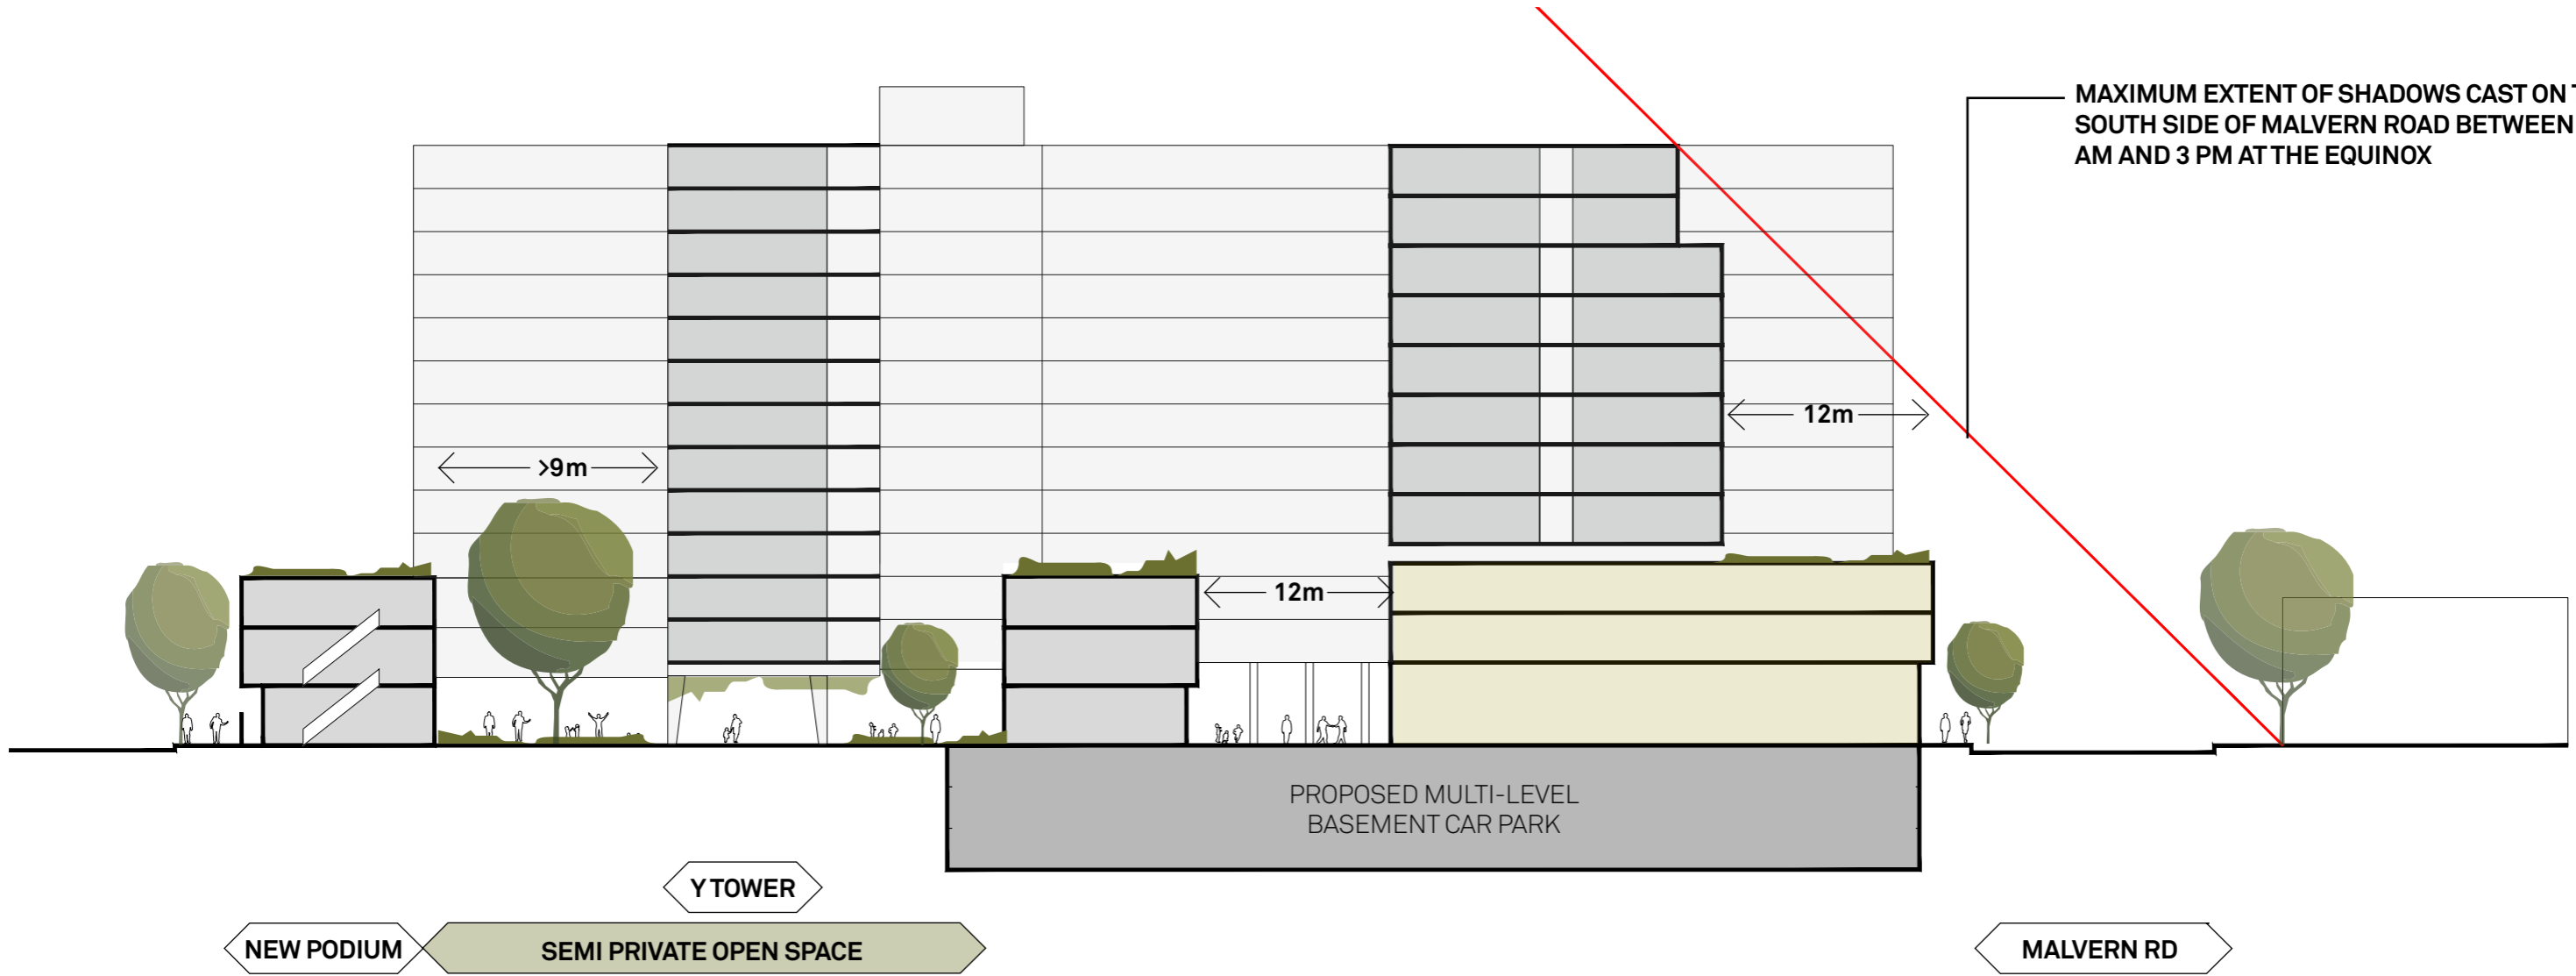 MAXIMUM EXTENT OF SHADOWS CAST ON
SOUTH SIDE OF MALVERN ROAD BETWEEN
AM AND 3 PM AT THE EQUINOX
12m
>9m
12m
PROPOSED MULTI-LEVEL
BASEMENT CAR PARK
Y TOWER
NEW PODIUM
SEMI PRIVATE OPEN SPACE
MALVERN RD